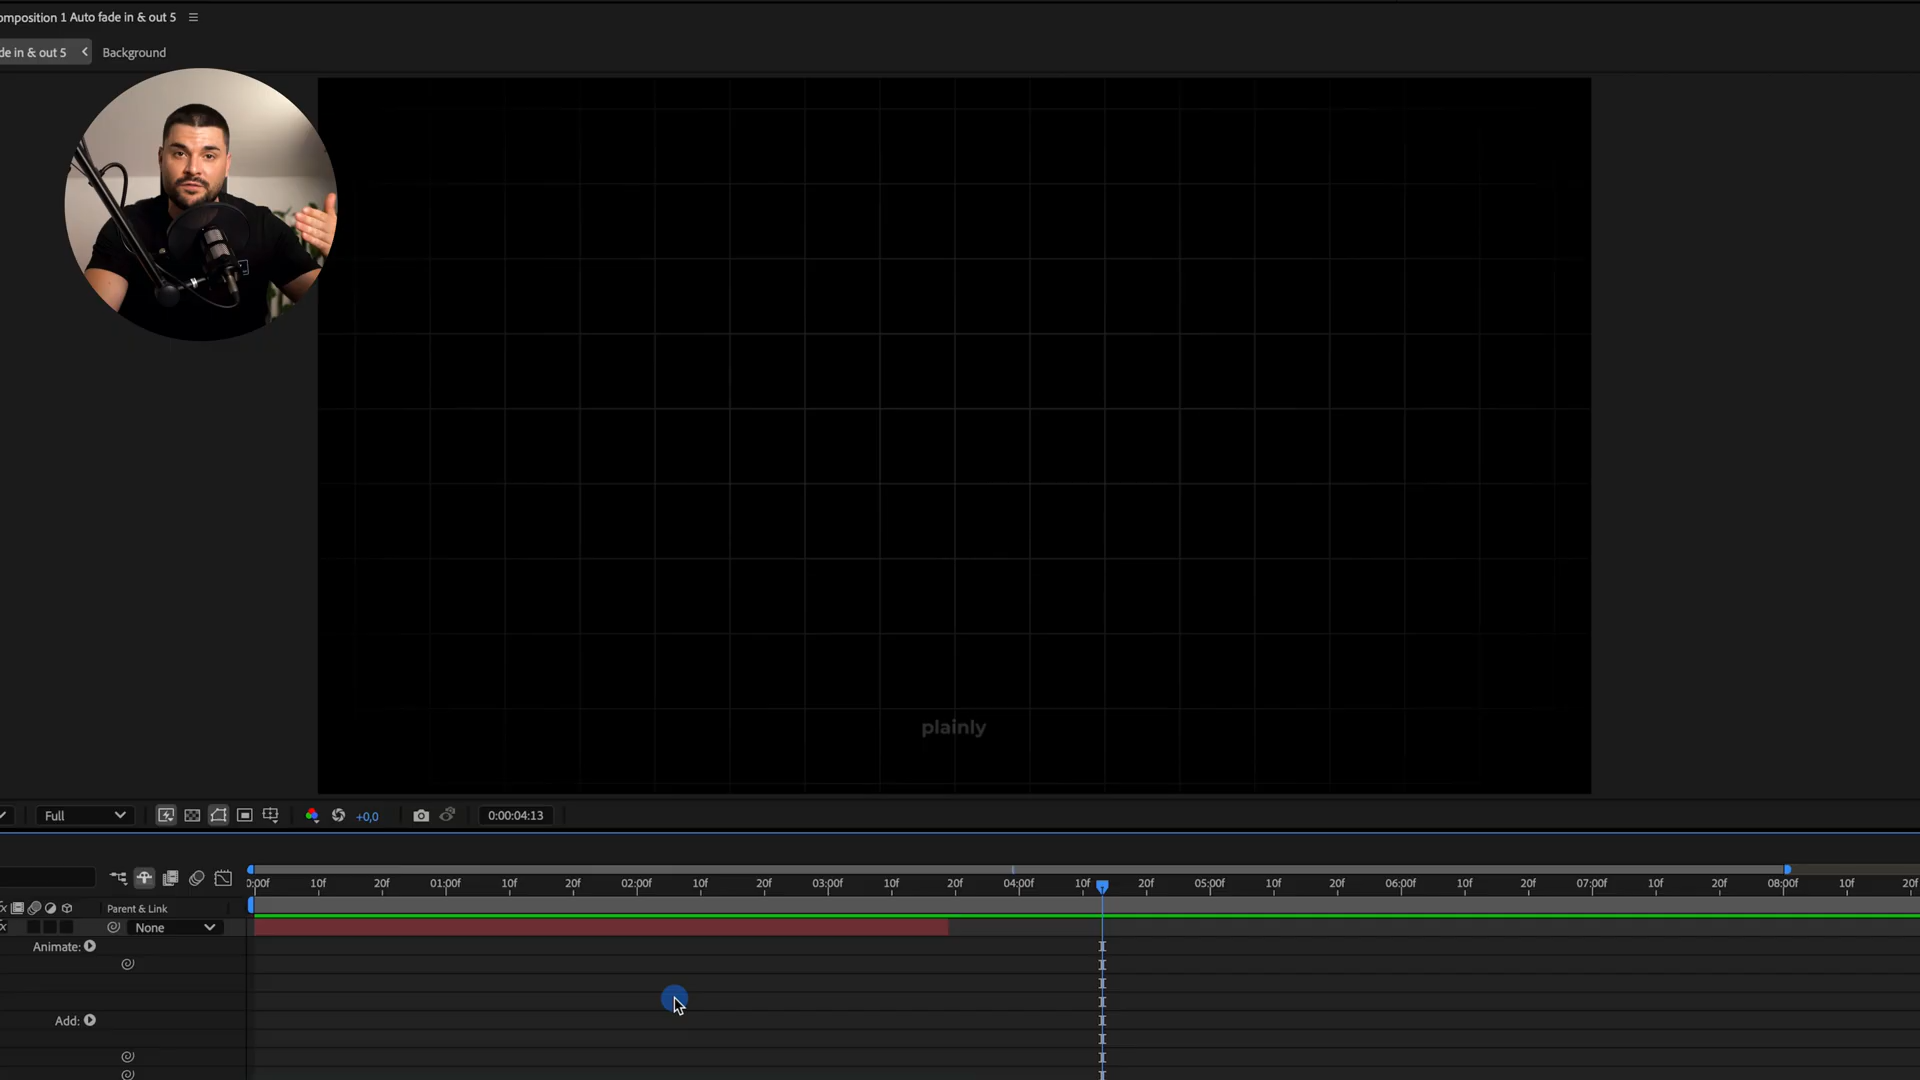 omposition 1 Auto fade in & out 5
de in & out 5
Background
plainly
Full
+0,0
0:00:04:13
0:00f 10f 20f 01:00f 10f 20f 02:00f 10f 20f 03:00f 10f 20f 04:00f 10f 20f 05:00f 10f 20f 06:00f 10f 20f 07:00f 10f 20f 08:00f 10f 20f
Parent & Link
None
Animate:
Add: